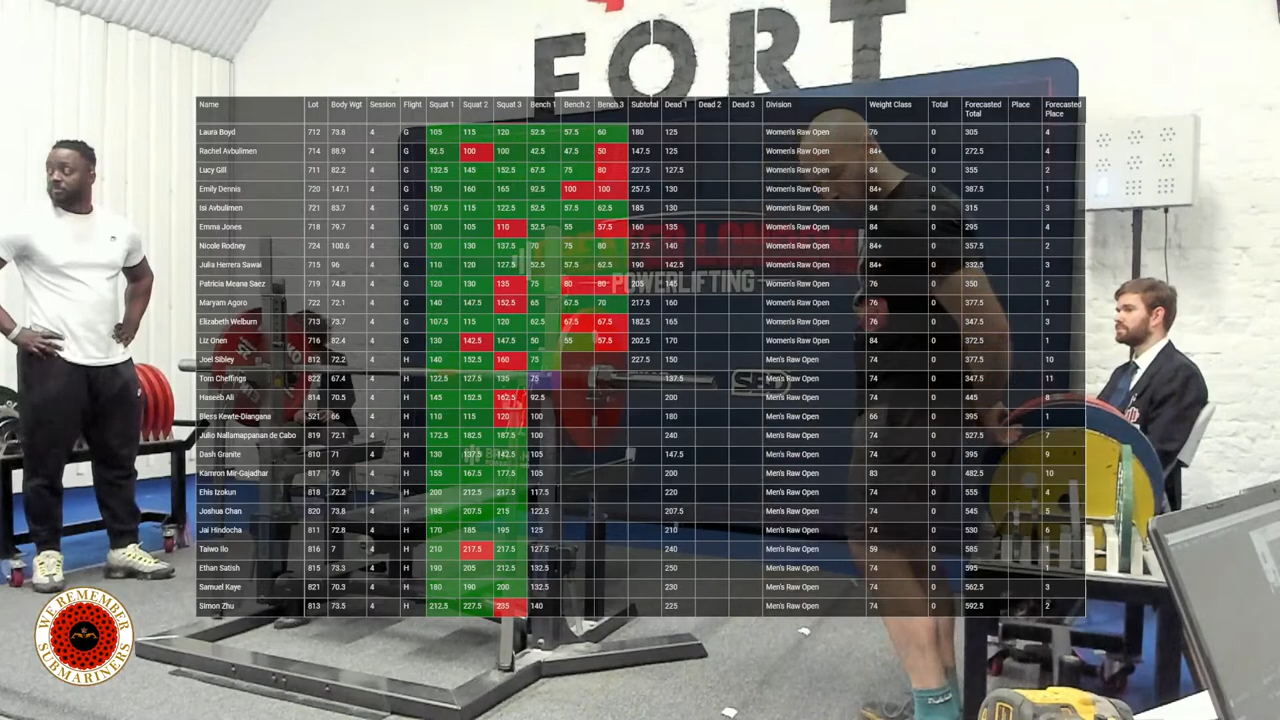 FORT
Name Lot Body Wgt Session Flight Squat 1 Squat 2 Squat 3 Bench 1 Bench 2 Bench 3 Subtotal Dead 1 Dead 2 Dead 3 Division Weight Class Total Forecasted Total Place Forecasted Place
Laura Boyd 712 73.8 4 G 105 115 120 52.5 57.5 60 180 125 Women's Raw Open 76 0 305 4
Rachel Avbulimen 714 88.9 4 G 92.5 100 100 42.5 47.5 50 147.5 125 Women's Raw Open 84+ 0 272.5 4
Lucy Gill 711 82.2 4 G 132.5 145 152.5 67.5 75 80 227.5 127.5 Women's Raw Open 84 0 355 2
Emily Dennis 720 147.1 4 G 150 160 165 92.5 100 100 257.5 130 Women's Raw Open 84+ 0 387.5 1
Isi Avbulimen 721 83.7 4 G 107.5 115 122.5 52.5 57.5 62.5 185 130 Women's Raw Open 84 0 315 3
Emma Jones 718 79.7 4 G 100 105 110 52.5 55 57.5 160 135 Women's Raw Open 84 0 295 4
Nicole Rodney 724 100.6 4 G 120 130 137.5 70 75 80 217.5 140 Women's Raw Open 84+ 0 357.5 2
Julia Herrera Sawai 715 96 4 G 110 120 127.5 52.5 57.5 62.5 190 142.5 Women's Raw Open 84+ 0 332.5 3
Patricia Meana Saez 719 74.8 4 G 120 130 135 75 80 80 205 145 Women's Raw Open 76 0 350 2
Maryam Agoro 722 72.1 4 G 140 147.5 152.5 65 67.5 70 217.5 160 Women's Raw Open 76 0 377.5 1
Elizabeth Welburn 713 73.7 4 G 107.5 115 120 62.5 67.5 67.5 182.5 165 Women's Raw Open 76 0 347.5 3
Liz Onen 716 82.4 4 G 130 142.5 147.5 50 55 57.5 202.5 170 Women's Raw Open 84 0 372.5 1
Joel Sibley 812 72.2 4 H 140 152.5 160 75 227.5 150 Men's Raw Open 74 0 377.5 10
Tom Cheffings 822 67.4 4 H 122.5 127.5 135 75 137.5 Men's Raw Open 74 0 347.5 11
Haseeb Ali 814 70.5 4 H 145 152.5 162.5 92.5 200 Men's Raw Open 74 0 445 8
Bless Kewte-Diangana 521 66 4 H 110 115 120 100 180 Men's Raw Open 66 0 395 1
Julio Nallamappanan de Cabo 819 72.1 4 H 172.5 182.5 187.5 100 240 Men's Raw Open 74 0 527.5 7
Dash Granite 810 71 4 H 130 137.5 142.5 105 147.5 Men's Raw Open 74 0 395 9
Kamron Mir-Gajadhar 817 76 4 H 155 167.5 177.5 105 200 Men's Raw Open 83 0 482.5 10
Ehis Izokun 818 72.2 4 H 200 212.5 217.5 117.5 220 Men's Raw Open 74 0 555 4
Joshua Chan 820 73.8 4 H 195 207.5 215 122.5 207.5 Men's Raw Open 74 0 545 5
Jai Hindocha 811 72.8 4 H 170 185 195 125 210 Men's Raw Open 74 0 530 6
Taiwo Ilo 816 7 4 H 210 217.5 217.5 127.5 240 Men's Raw Open 59 0 585 1
Ethan Satish 815 73.3 4 H 190 205 212.5 132.5 250 Men's Raw Open 74 0 595 1
Samuel Kaye 821 70.3 4 H 180 190 200 132.5 230 Men's Raw Open 74 0 562.5 3
Simon Zhu 813 73.5 4 H 212.5 227.5 235 140 225 Men's Raw Open 74 0 592.5 2
POWERLIFTING
SBD
WE REMEMBER
SUBMARINERS